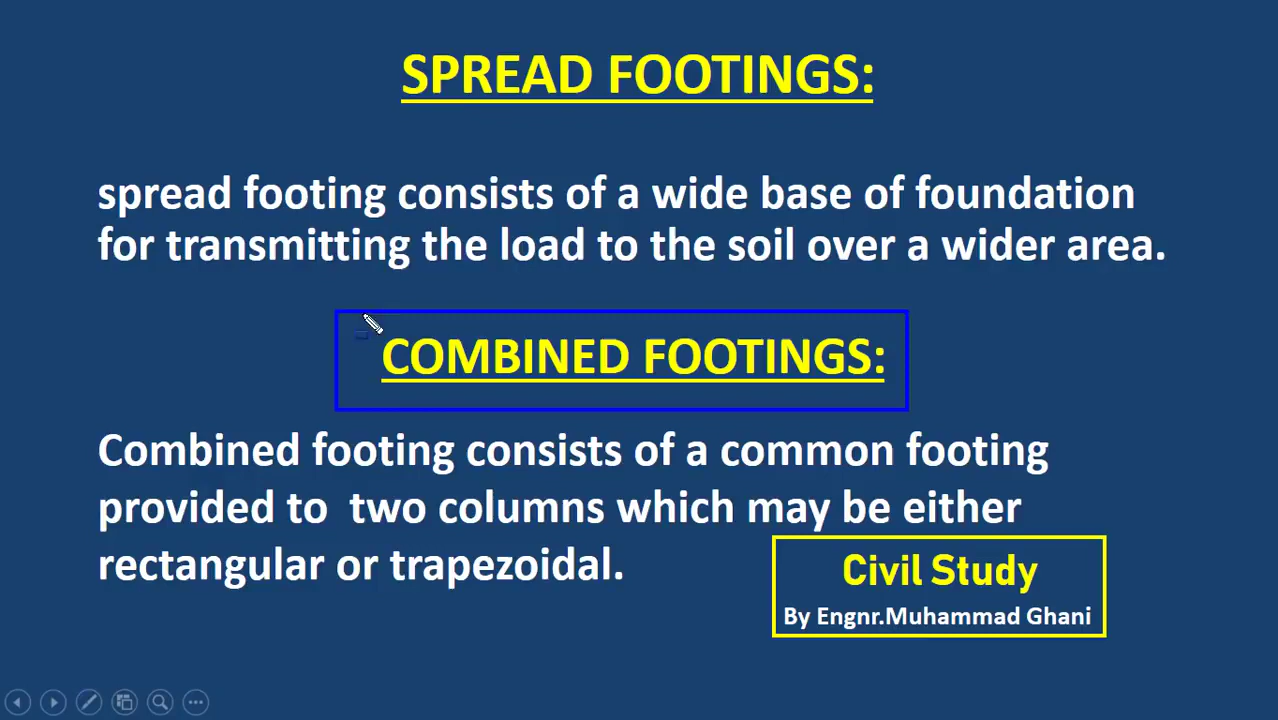 SPREAD FOOTINGS:
spread footing consists of a wide base of foundation
for transmitting the load to the soil over a wider area.
COMBINED FOOTINGS:
Combined footing consists of a common footing
provided to two columns which may be either
rectangular or trapezoidal.
Civil Study
By Engnr.Muhammad Ghani